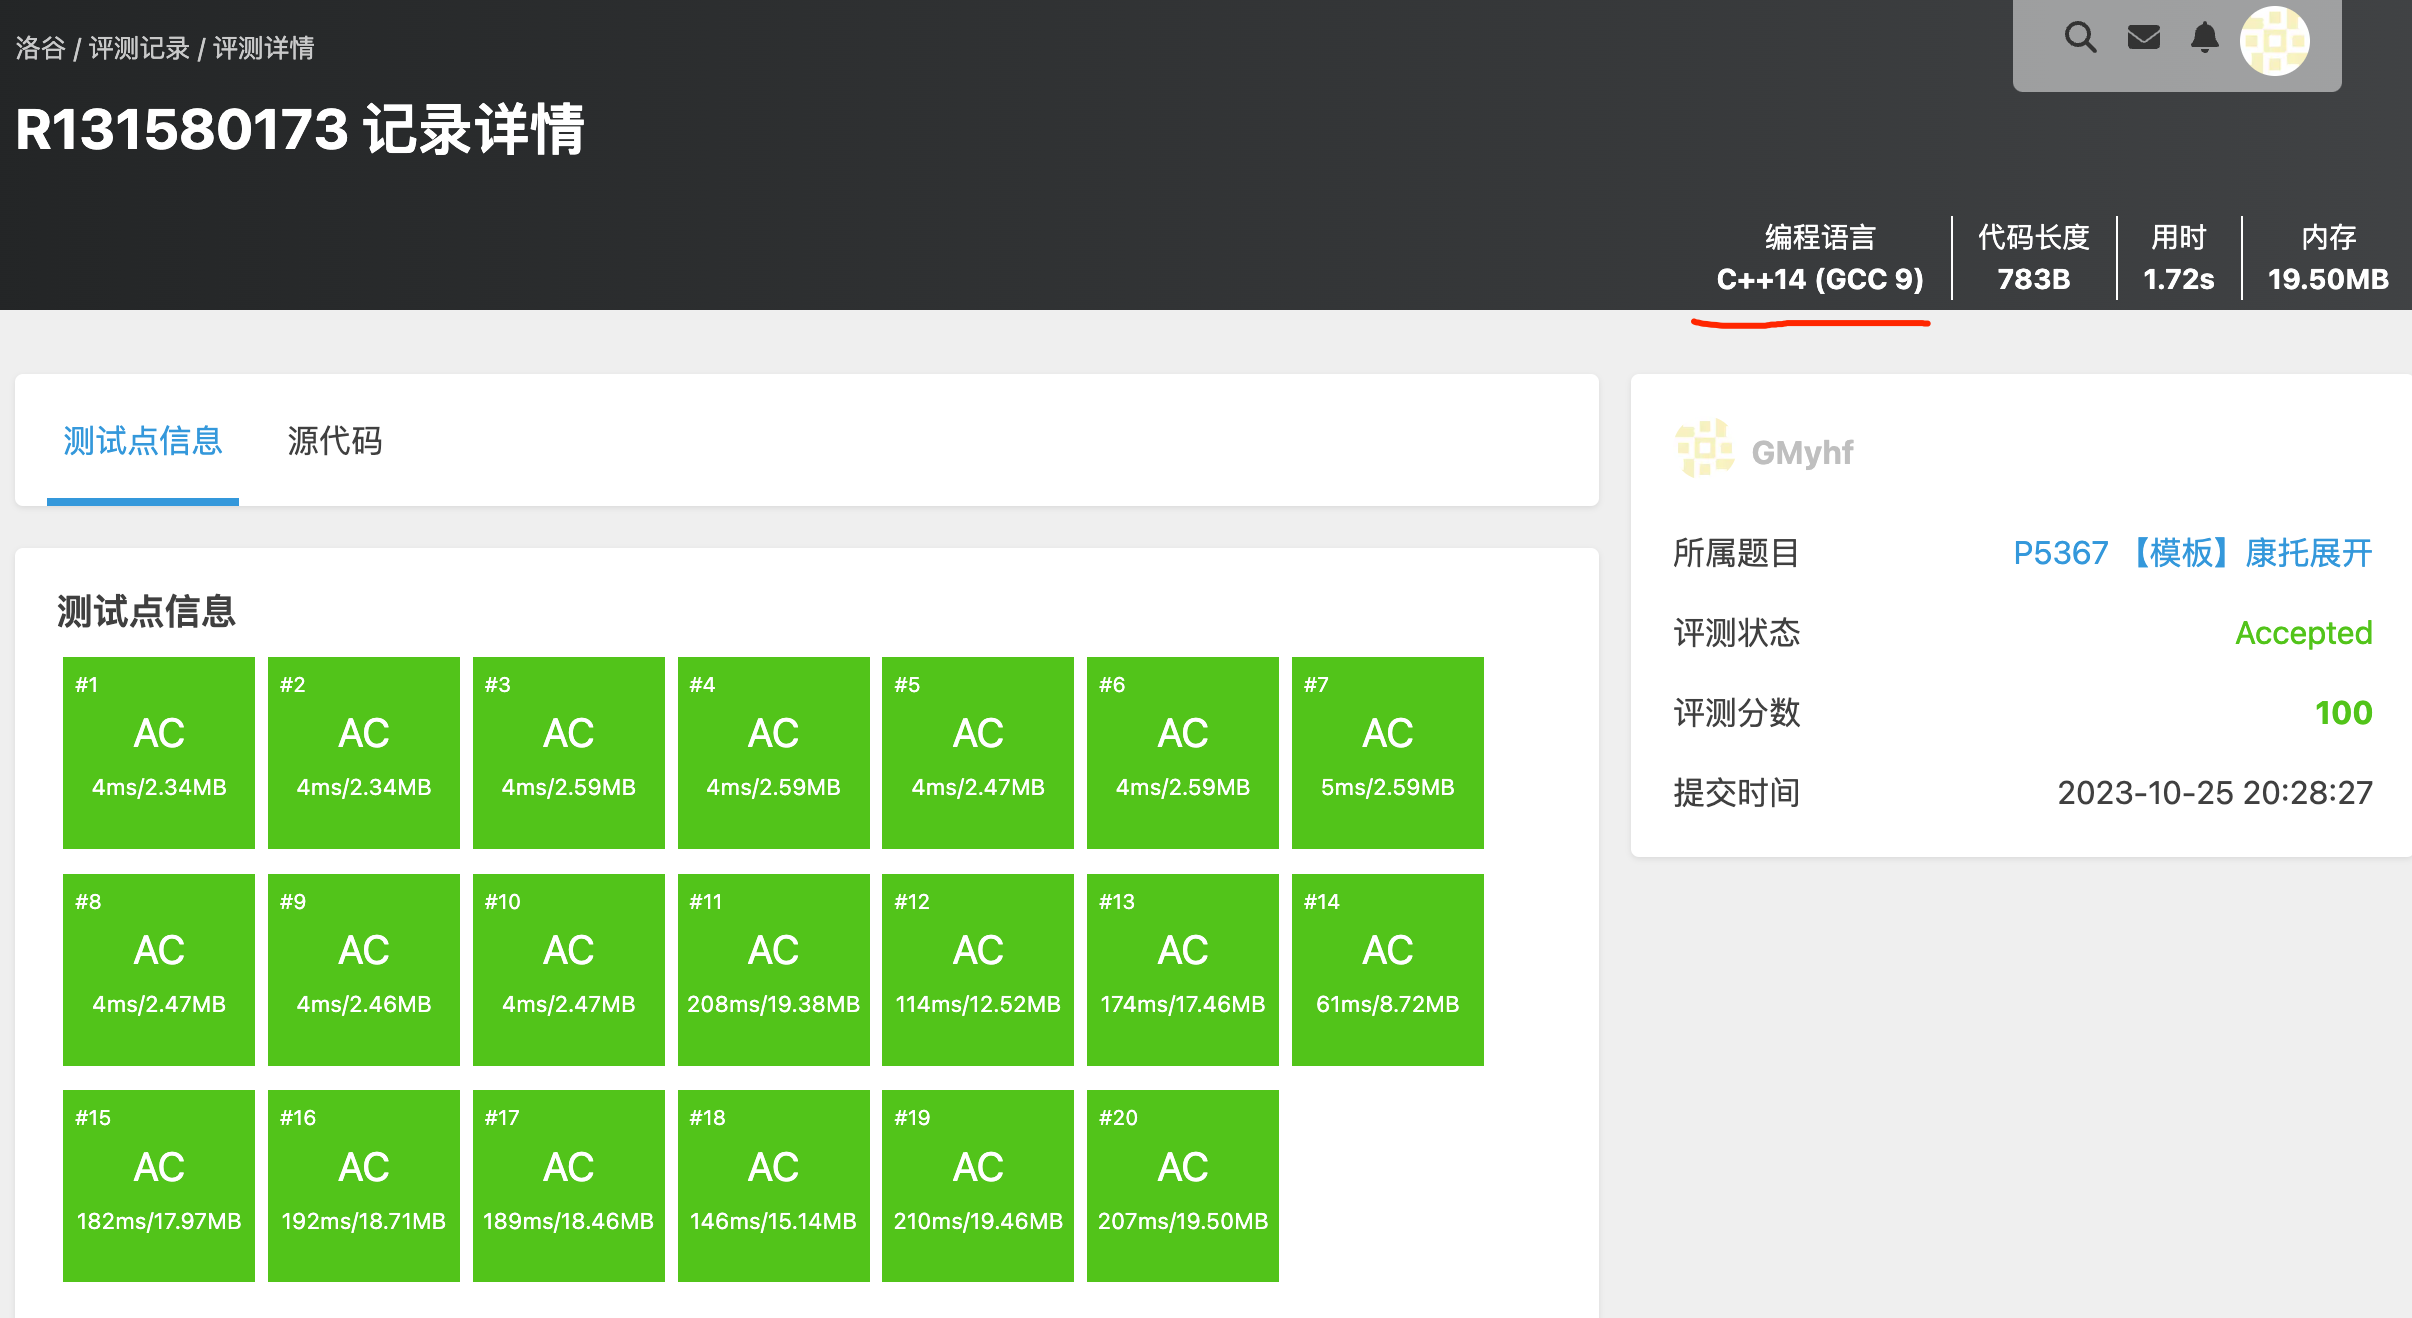 洛谷 / 评测记录 / 评测详情
R131580173 记录详情
编程语言
C++14 (GCC 9)
代码长度
783B
用时
1.72s
内存
19.50MB
测试点信息
源代码
测试点信息
#1
AC
4ms/2.34MB
#2
AC
4ms/2.34MB
#3
AC
4ms/2.59MB
#4
AC
4ms/2.59MB
#5
AC
4ms/2.47MB
#6
AC
4ms/2.59MB
#7
AC
5ms/2.59MB
#8
AC
4ms/2.47MB
#9
AC
4ms/2.46MB
#10
AC
4ms/2.47MB
#11
AC
208ms/19.38MB
#12
AC
114ms/12.52MB
#13
AC
174ms/17.46MB
#14
AC
61ms/8.72MB
#15
AC
182ms/17.97MB
#16
AC
192ms/18.71MB
#17
AC
189ms/18.46MB
#18
AC
146ms/15.14MB
#19
AC
210ms/19.46MB
#20
AC
207ms/19.50MB
GMyhf
所属题目 P5367 【模板】康托展开
评测状态 Accepted
评测分数 100
提交时间 2023-10-25 20:28:27